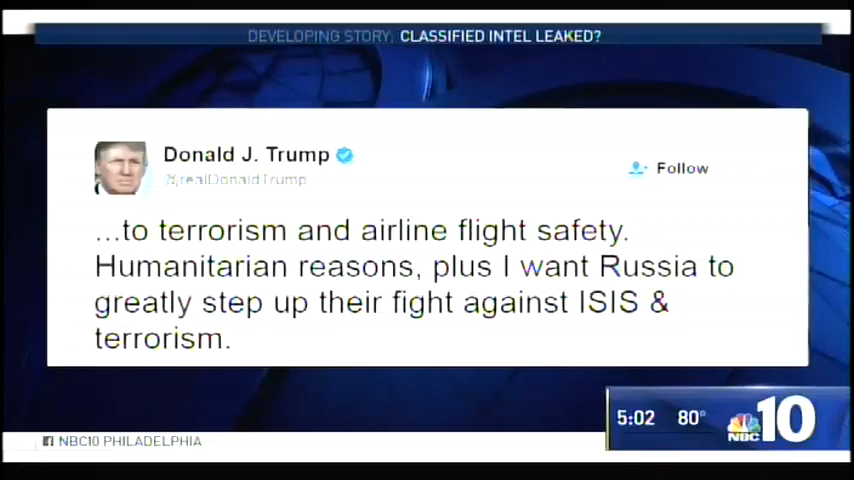 DEVELOPING STORY: CLASSIFIED INTEL LEAKED?
Donald J. Trump
@realDonaldTrump
Follow
...to terrorism and airline flight safety.
Humanitarian reasons, plus I want Russia to
greatly step up their fight against ISIS &
terrorism.
5:02 80° NBC 10
NBC10 PHILADELPHIA